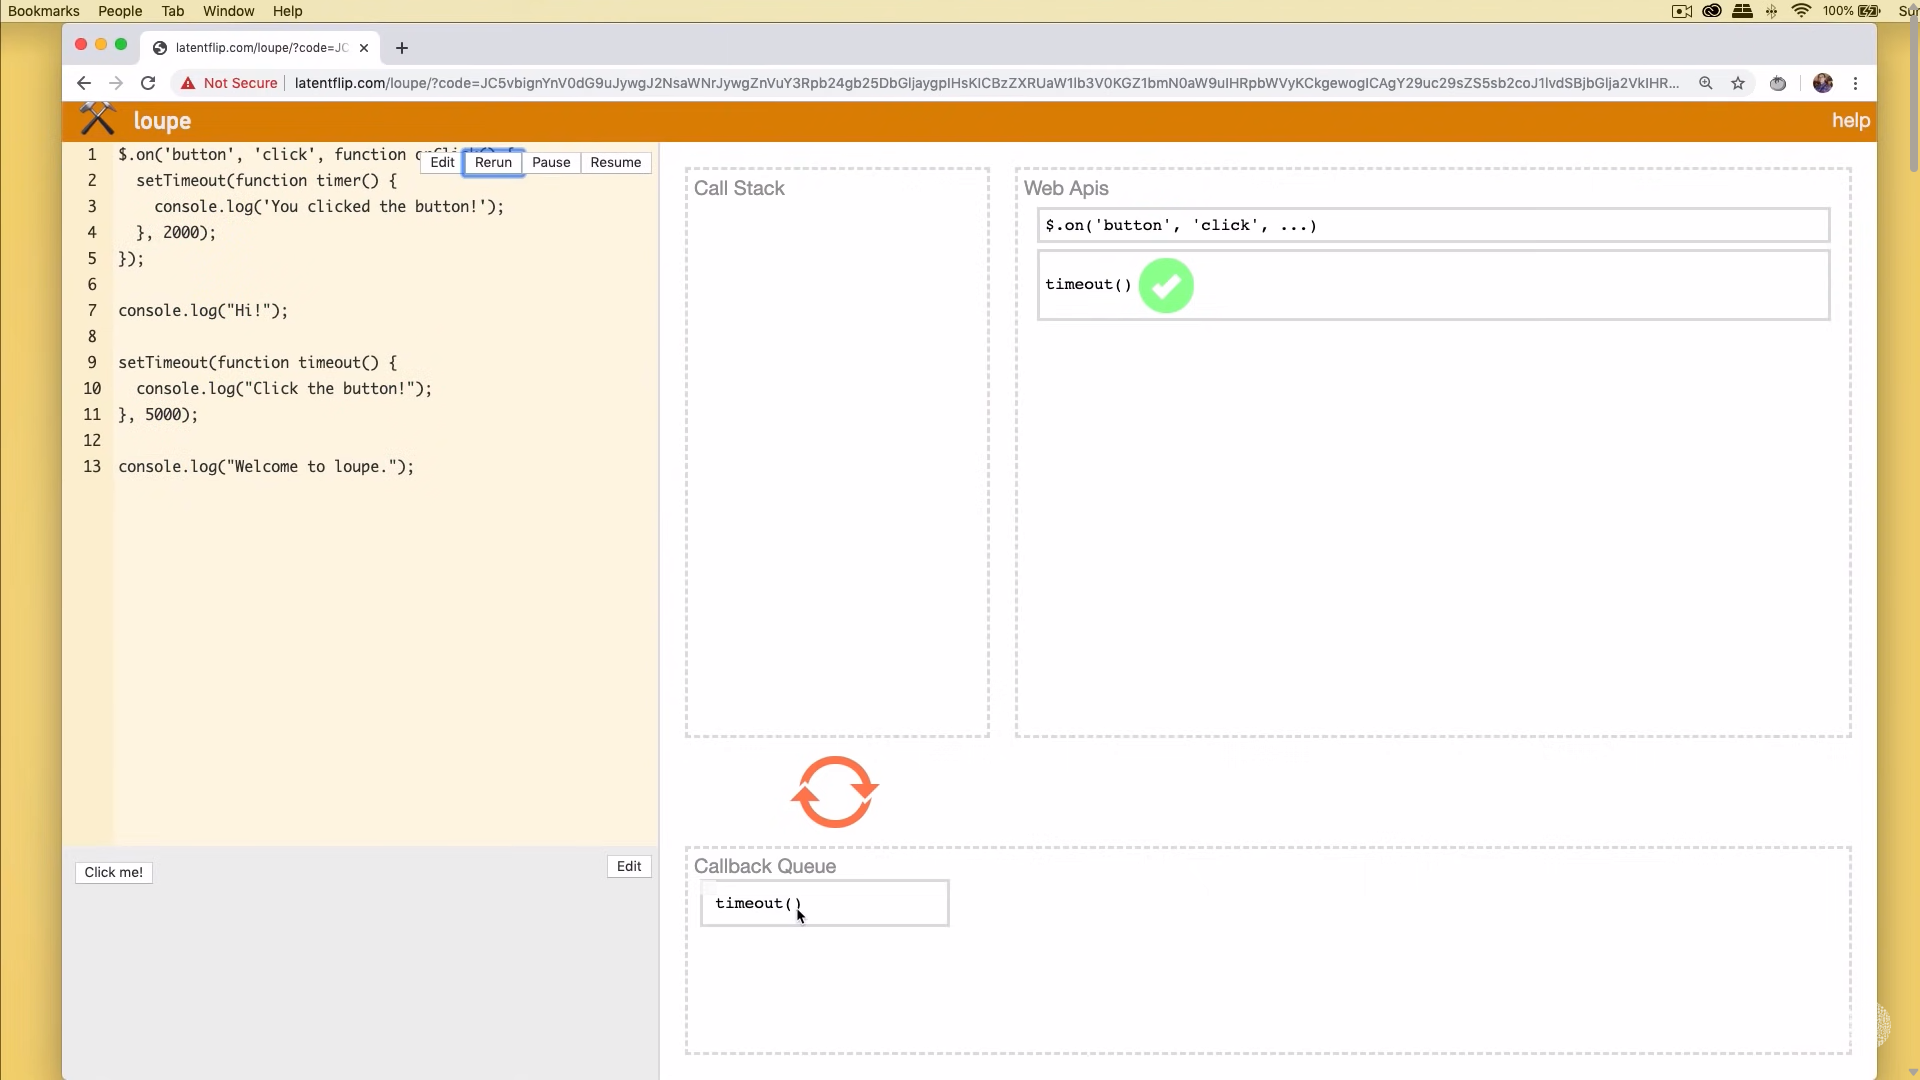 Bookmarks People Tab Window Help 100%
latentflip.com/loupe/?code=JC
Not Secure latentflip.com/loupe/?code=JC5vbignYnV0dG9uJywgJ2NsaWNrJywgZnVuY3Rpb24gb25DbGljaygpIHsKICBzZXRUaW1lb3V0KGZ1bmN0aW9uIHRpbWVyKCkgewogICAgY29uc29sZS5sb2coJ1lvdSBjbGlja2VkIHR...
loupe help
Edit Rerun Pause Resume
1 $.on('button', 'click', function
2 setTimeout(function timer() {
3 console.log('You clicked the button!');
4 }, 2000);
5 });
6
7 console.log("Hi!");
8
9 setTimeout(function timeout() {
10 console.log("Click the button!");
11 }, 5000);
12
13 console.log("Welcome to loupe.");
Click me! Edit
Call Stack
Web Apis
$.on('button', 'click', ...)
timeout()
Callback Queue
timeout()